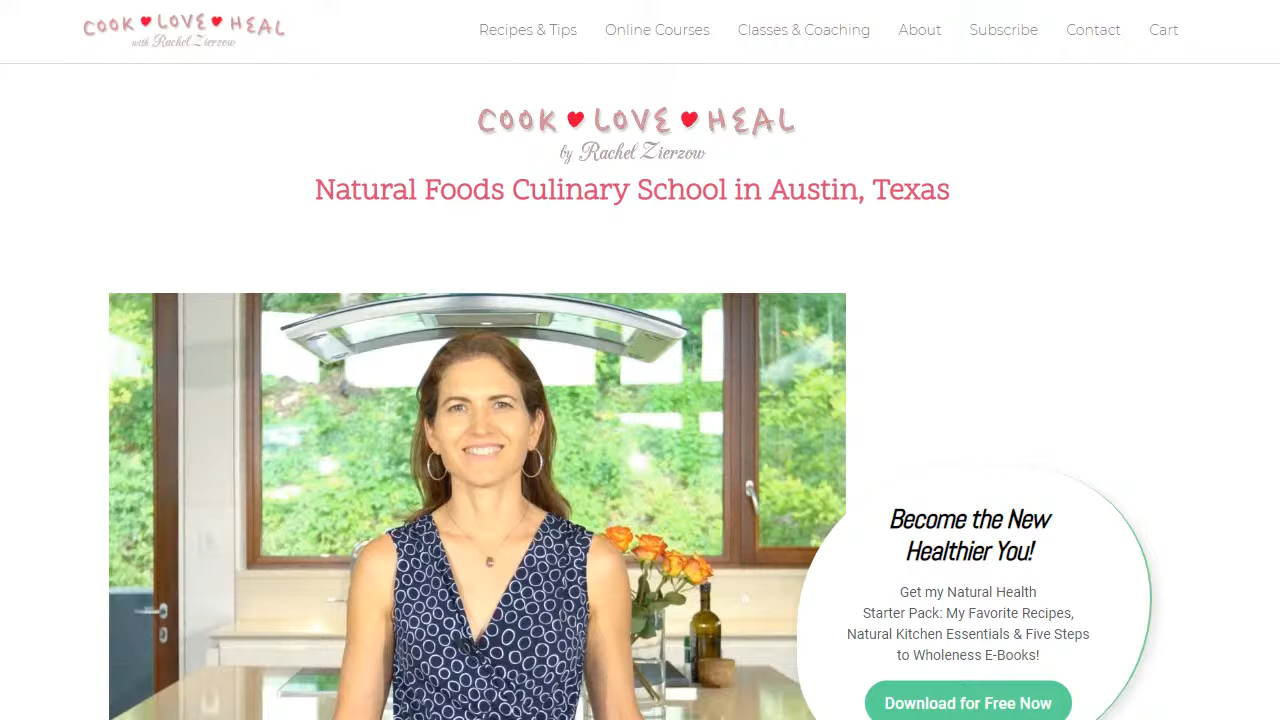 COOK LOVE HEAL
with Rachel Zierzow
Recipes & Tips
Online Courses
Classes & Coaching
About
Subscribe
Contact
Cart
COOK LOVE HEAL
by Rachel Zierzow
Natural Foods Culinary School in Austin, Texas
Become the New
Healthier You!
Get my Natural Health
Starter Pack: My Favorite Recipes,
Natural Kitchen Essentials & Five Steps
to Wholeness E-Books!
Download for Free Now